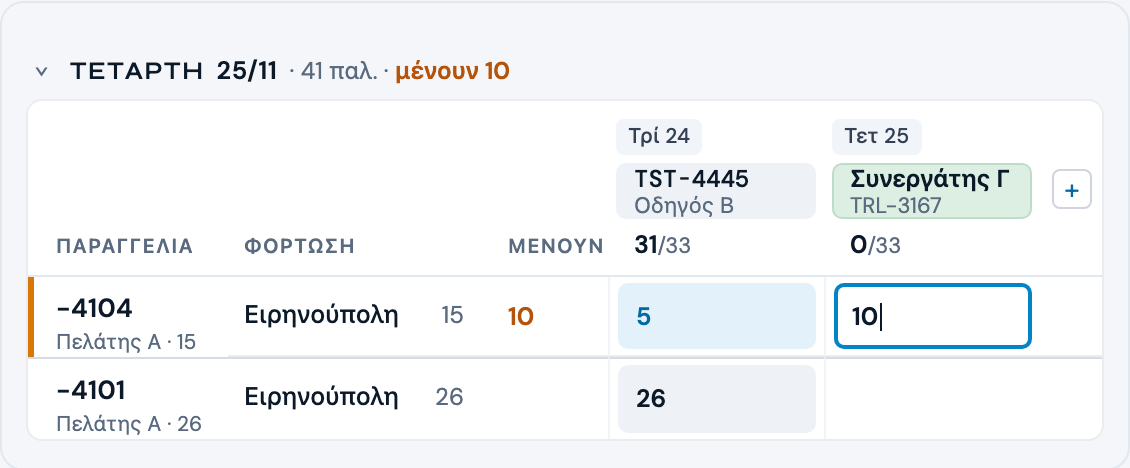 ΤΕΤΑΡΤΗ 25/11 · 41 παλ. · μένουν 10
Τρί 24 Τετ 25
TST-4445 Συνεργάτης Γ +
Οδηγός Β TRL-3167
ΠΑΡΑΓΓΕΛΙΑ ΦΟΡΤΩΣΗ ΜΕΝΟΥΝ 31/33 0/33
-4104 Ειρηνούπολη 15 10 5 10
Πελάτης Α · 15
-4101 Ειρηνούπολη 26 26
Πελάτης Α · 26